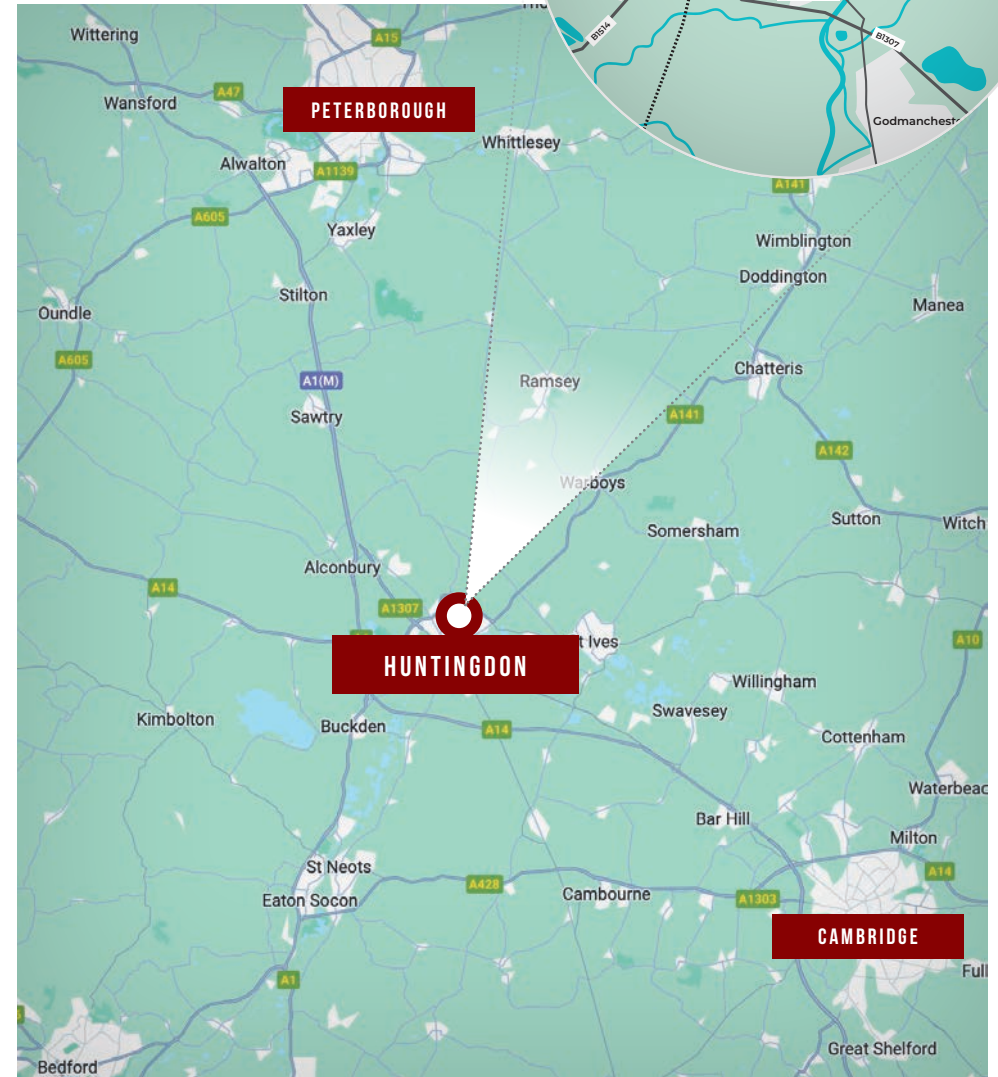 B1514
B1307
Godmancheste
Wittering
A15
A47
Wansford
PETERBOROUGH
Whittlesey
Alwalton
A1139
A141
A605
Yaxley
Wimblington
Doddington
Stilton
Manea
Oundle
A605
Chatteris
A1(M)
Ramsey
Sawtry
A141
A142
Warboys
Sutton
Witch
Somersham
Alconbury
A14
A1307
t Ives
A10
HUNTINGDON
Willingham
Swavesey
Kimbolton
Buckden
A14
Cottenham
Waterbeac
Bar Hill
Milton
St Neots
A14
A428
Cambourne
A1303
Eaton Socon
CAMBRIDGE
Full
A1
Great Shelford
Bedford